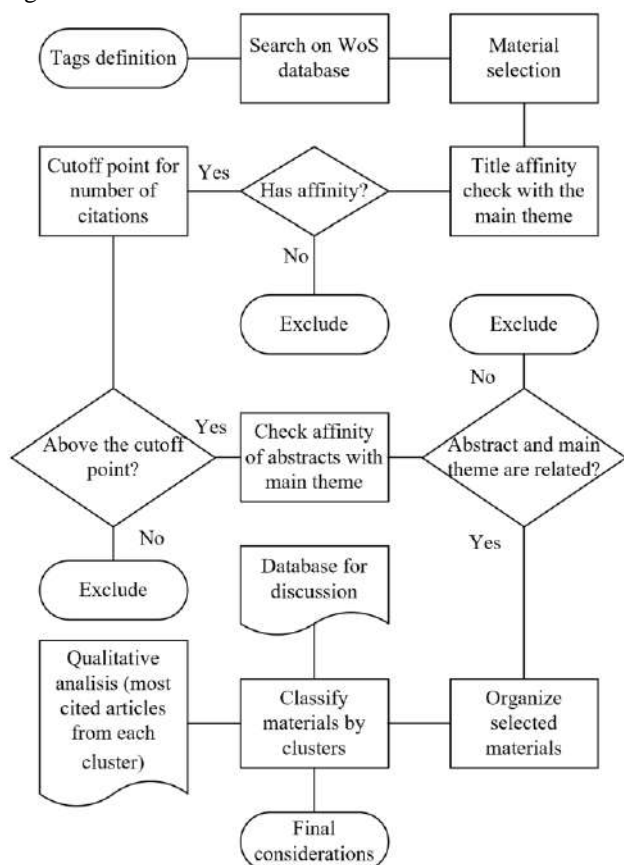 Tags definition
Search on WoS
database
Material
selection
Cutoff point for
number of
citations
Yes
Has affinity?
Title affinity
check with the
main theme
No
Exclude
Exclude
No
Above the cutoff
point?
Yes
Check affinity
of abstracts with
main theme
Abstract and main
theme are related?
No
Yes
Exclude
Database for
discussion
Qualitative
analisis (most
cited articles
from each
cluster)
Classify
materials by
clusters
Organize
selected
materials
Final
considerations